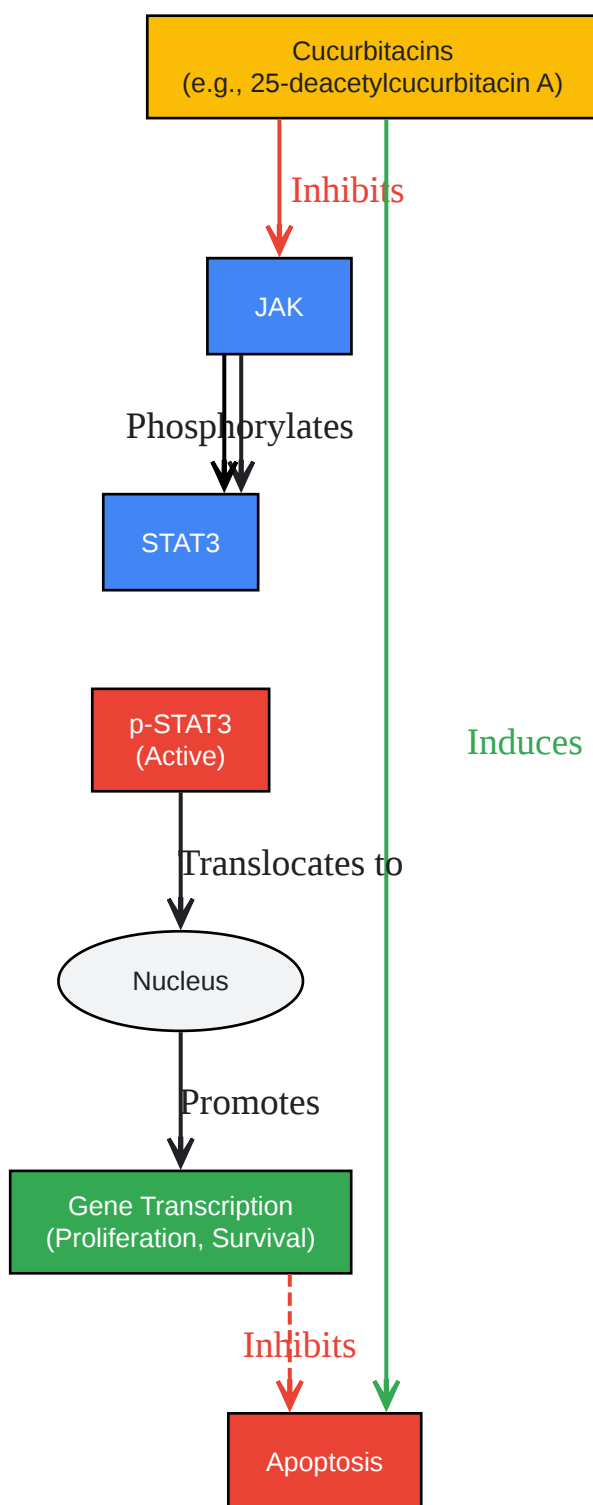 Cucurbitacins
(e.g., 25-deacetylcucurbitacin A)
Inhibits
JAK
Phosphorylates
STAT3
p-STAT3
(Active)
Induces
Translocates to
Nucleus
Promotes
Gene Transcription
(Proliferation, Survival)
Inhibits
Apoptosis